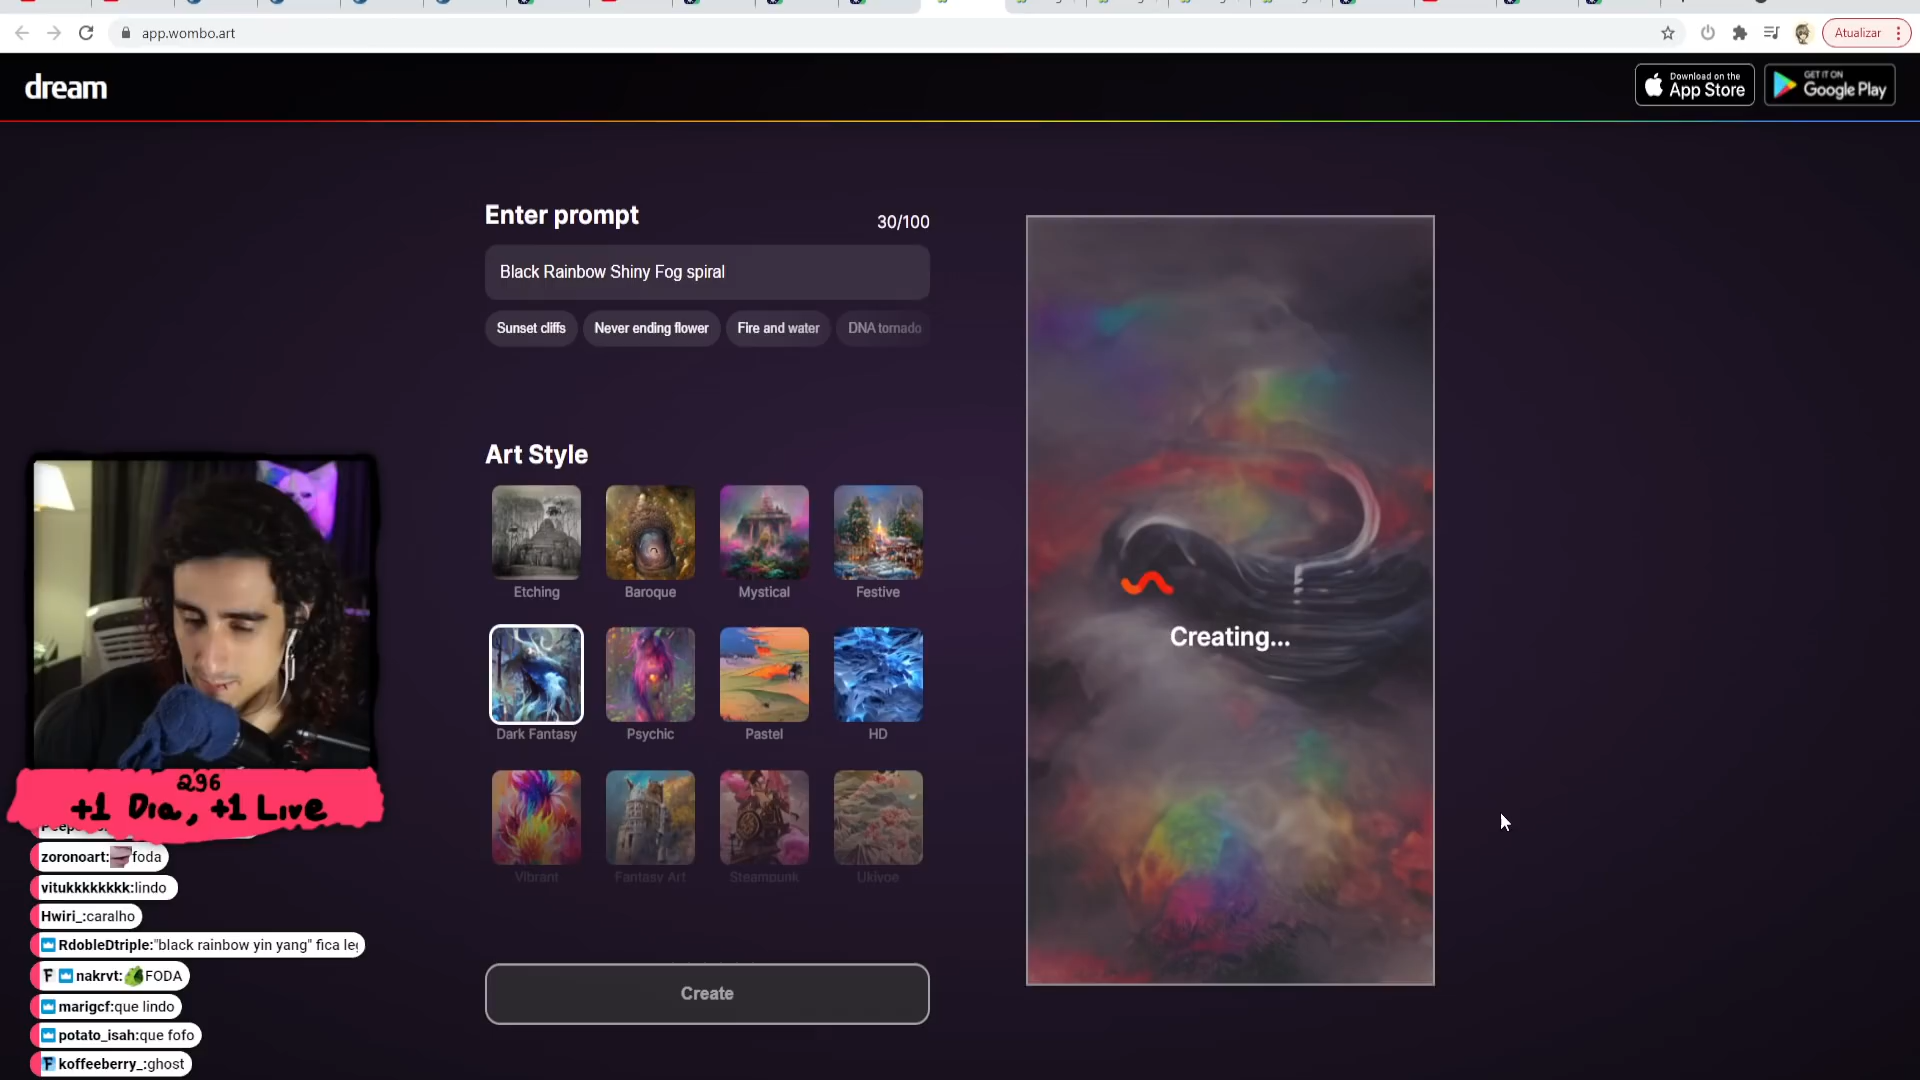 app.wombo.art
Atualizar
dream
Download on the
App Store
GET IT ON
Google Play
Enter prompt
30/100
Black Rainbow Shiny Fog spiral
Sunset cliffs
Never ending flower
Fire and water
DNA tornado
Art Style
Etching
Baroque
Mystical
Festive
Dark Fantasy
Psychic
Pastel
HD
Vibrant
Fantasy Art
Steampunk
Ukiyoe
Create
Creating...
296
+1 Dia, +1 Live
zoronoart: foda
vitukkkkkkkk:lindo
Hwiri_:caralho
RdobleDtriple:"black rainbow yin yang" fica
F nakrvt: FODA
marigcf:que lindo
potato_isah:que fofo
F koffeeberry_:ghost